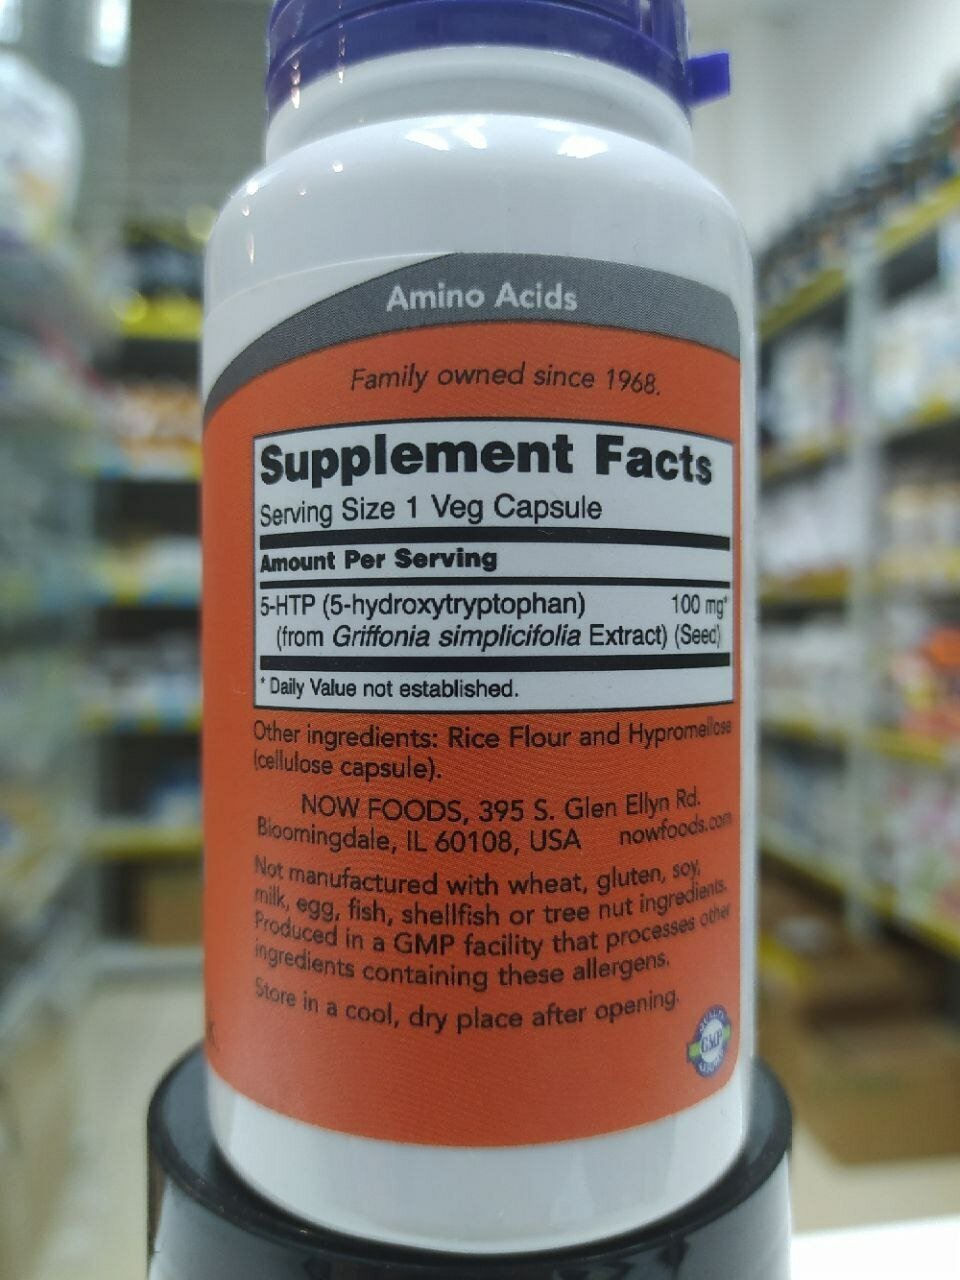 Amino Acids
Family owned since 1968.
Supplement Facts
Serving Size 1 Veg Capsule
Amount Per Serving
5-HTP (5-hydroxytryptophan) 100 mg*
(from Griffonia simplicifolia Extract) (Seed)
* Daily Value not established.
Other ingredients: Rice Flour and Hypromellose
(cellulose capsule).
NOW FOODS, 395 S. Glen Ellyn Rd.
Bloomingdale, IL 60108, USA nowfoods.com
Not manufactured with wheat, gluten, soy,
milk, egg, fish, shellfish or tree nut ingredients.
Produced in a GMP facility that processes other
ingredients containing these allergens.
Store in a cool, dry place after opening.
GMP